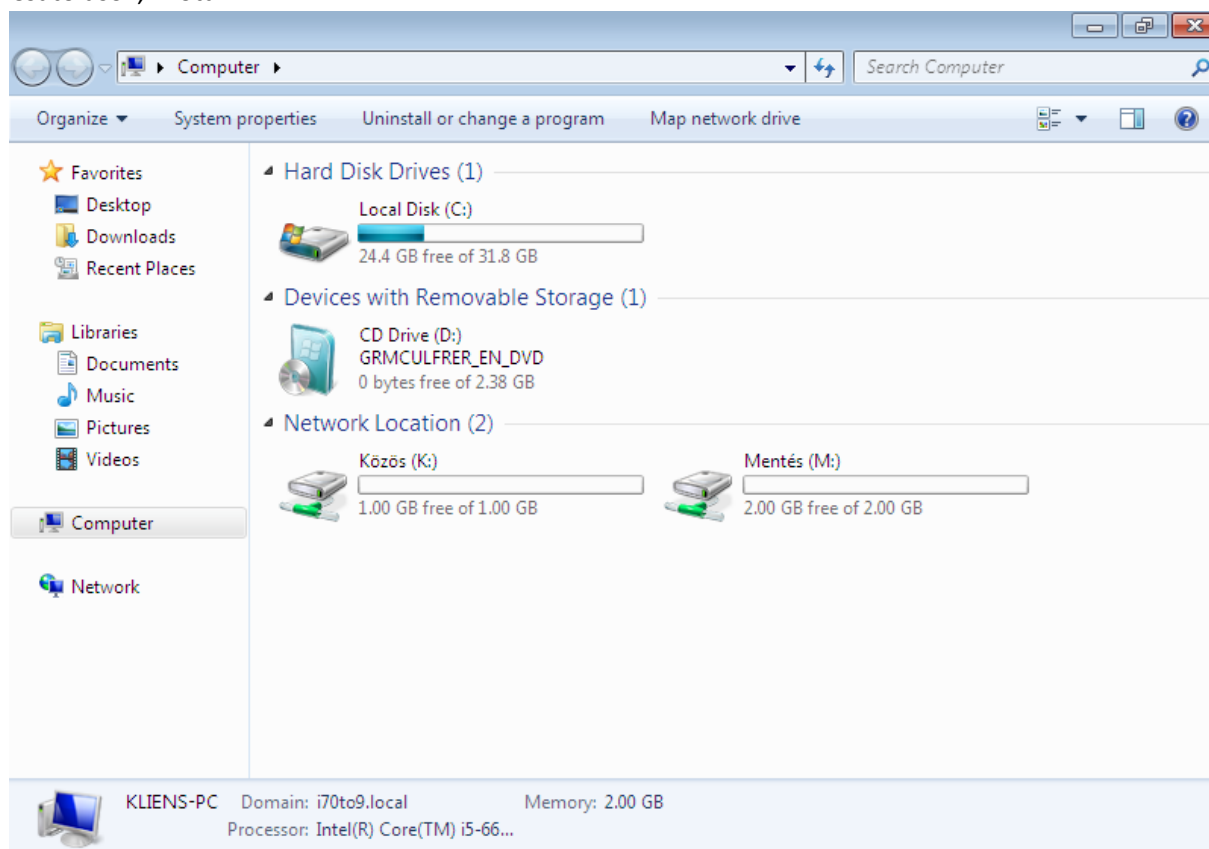 Computer
Search Computer
Organize System properties Uninstall or change a program Map network drive
Favorites
Desktop
Downloads
Recent Places
Libraries
Documents
Music
Pictures
Videos
Computer
Network
Hard Disk Drives (1)
Local Disk (C:)
24.4 GB free of 31.8 GB
Devices with Removable Storage (1)
CD Drive (D:)
GRMCULFRER_EN_DVD
0 bytes free of 2.38 GB
Network Location (2)
Közös (K:)
1.00 GB free of 1.00 GB
Mentés (M:)
2.00 GB free of 2.00 GB
KLIENS-PC Domain: i70to9.local Memory: 2.00 GB
Processor: Intel(R) Core(TM) i5-66...